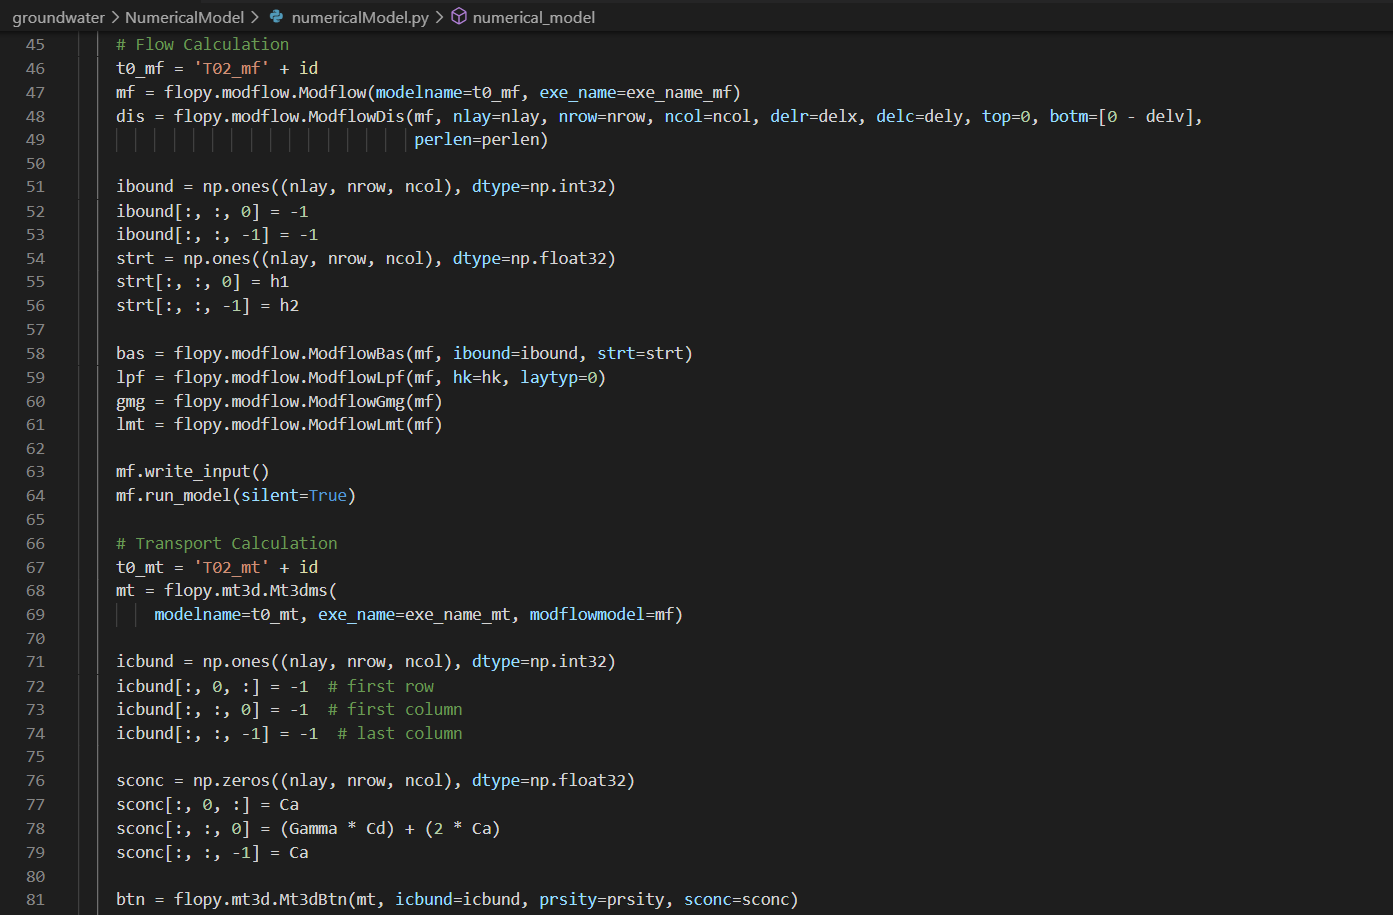 groundwater > NumericalModel > numericalModel.py > numerical_model
45 # Flow Calculation
46 t0_mf = 'T02_mf' + id
47 mf = flopy.modflow.Modflow(modelname=t0_mf, exe_name=exe_name_mf)
48 dis = flopy.modflow.ModflowDis(mf, nlay=nlay, nrow=nrow, ncol=ncol, delr=delx, delc=dely, top=0, botm=[0 - delv],
49 perlen=perlen)
50
51 ibound = np.ones((nlay, nrow, ncol), dtype=np.int32)
52 ibound[:, :, 0] = -1
53 ibound[:, :, -1] = -1
54 strt = np.ones((nlay, nrow, ncol), dtype=np.float32)
55 strt[:, :, 0] = h1
56 strt[:, :, -1] = h2
57
58 bas = flopy.modflow.ModflowBas(mf, ibound=ibound, strt=strt)
59 lpf = flopy.modflow.ModflowLpf(mf, hk=hk, laytyp=0)
60 gmg = flopy.modflow.ModflowGmg(mf)
61 lmt = flopy.modflow.ModflowLmt(mf)
62
63 mf.write_input()
64 mf.run_model(silent=True)
65
66 # Transport Calculation
67 t0_mt = 'T02_mt' + id
68 mt = flopy.mt3d.Mt3dms(
69 modelname=t0_mt, exe_name=exe_name_mt, modflowmodel=mf)
70
71 icbund = np.ones((nlay, nrow, ncol), dtype=np.int32)
72 icbund[:, 0, :] = -1  # first row
73 icbund[:, :, 0] = -1  # first column
74 icbund[:, :, -1] = -1  # last column
75
76 sconc = np.zeros((nlay, nrow, ncol), dtype=np.float32)
77 sconc[:, 0, :] = Ca
78 sconc[:, :, 0] = (Gamma * Cd) + (2 * Ca)
79 sconc[:, :, -1] = Ca
80
81 btn = flopy.mt3d.Mt3dBtn(mt, icbund=icbund, prsity=prsity, sconc=sconc)